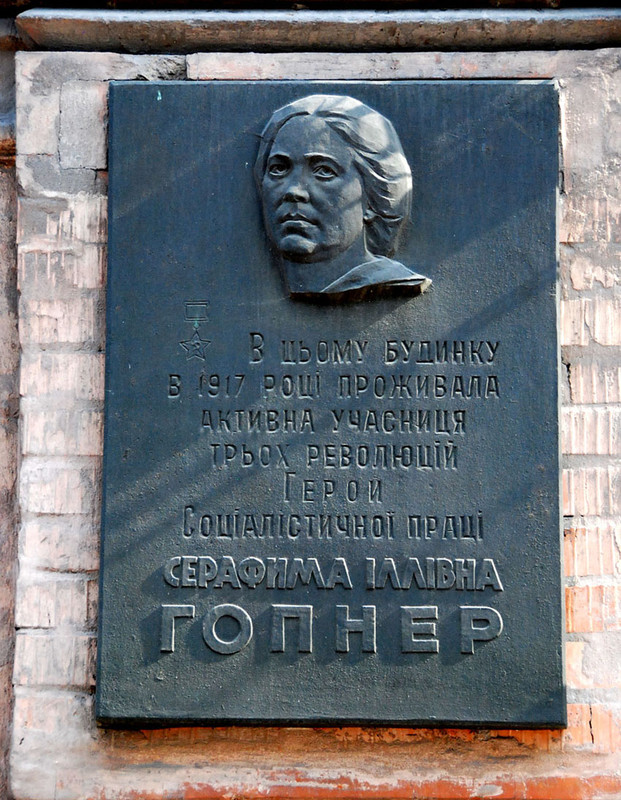 В цьому будинку
в 1917 році проживала
активна учасниця
трьох революцій
Герой
Соціалістичної праці
СЕРАФИМА ІЛЛІВНА
ГОПНЕР